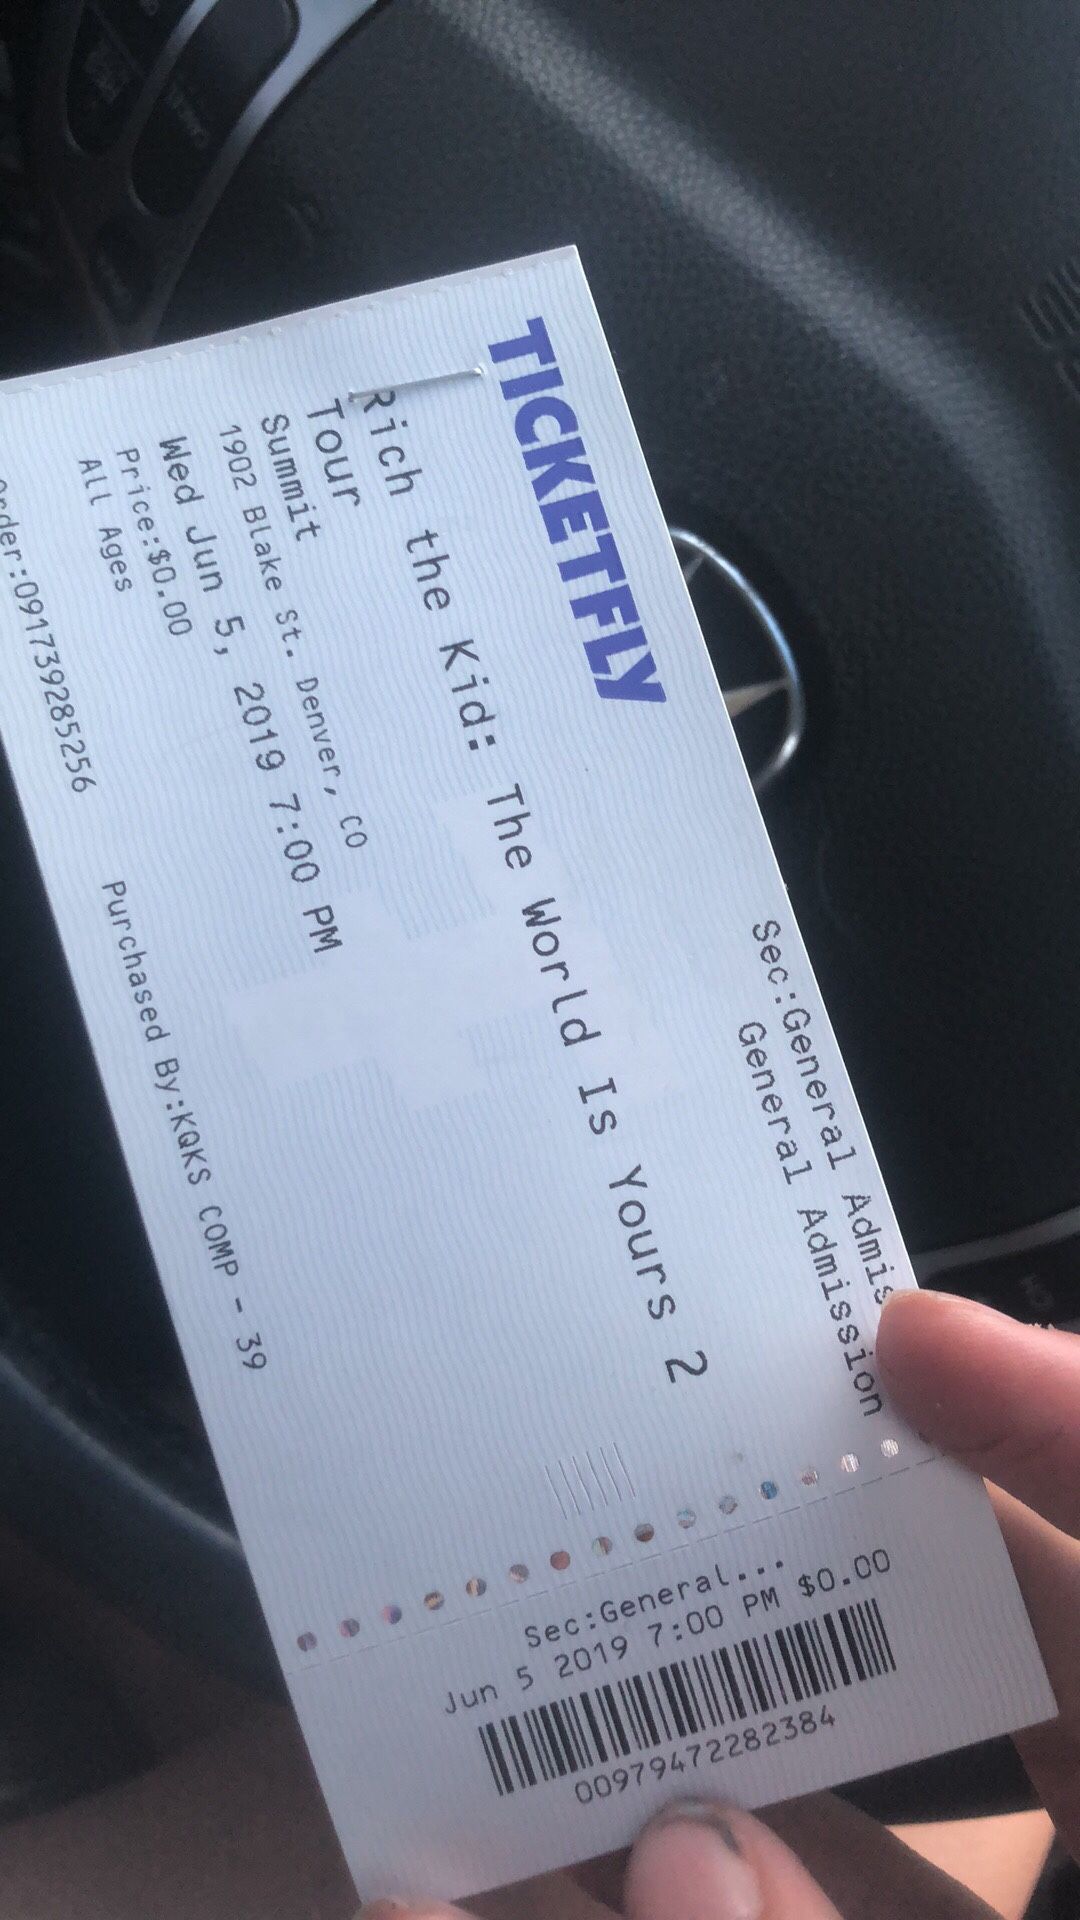 TICKETFLY
Sec:General Admis
General Admission
Rich the Kid: The World Is Yours 2
Tour
Summit
1902 Blake St. Denver, CO
Wed Jun 5, 2019 7:00 PM
Price:$0.00
All Ages
Order:091739285256
Purchased By:KQKS COMP - 39
Sec:General...
Jun 5 2019 7:00 PM $0.00
00979472282384